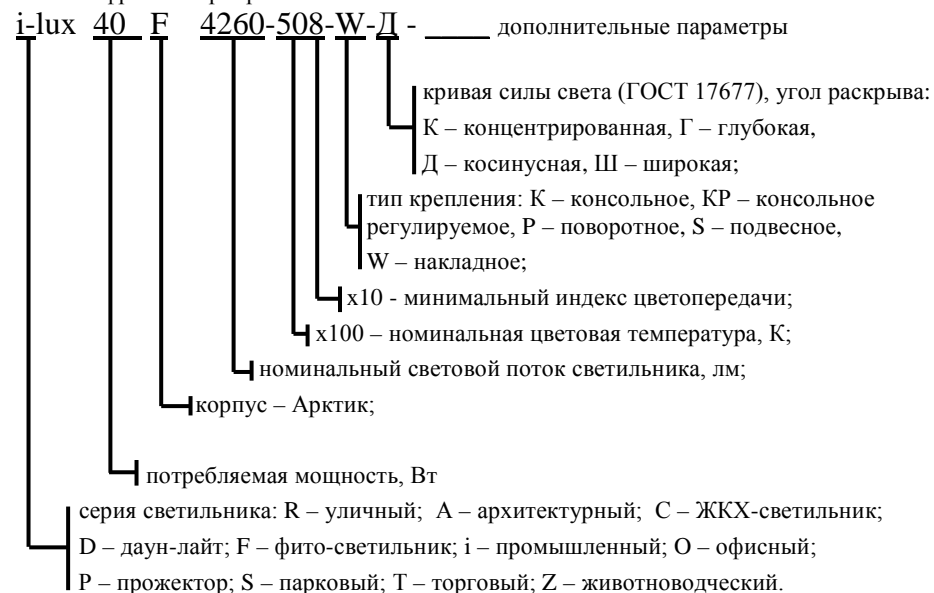 i-lux 40 F 4260-508-W-Д - _____ дополнительные параметры
кривая силы света (ГОСТ 17677), угол раскрыва:
К – концентрированная, Г – глубокая,
Д – косинусная, Ш – широкая;
тип крепления: К – консольное, КР – консольное
регулируемое, Р – поворотное, S – подвесное,
W – накладное;
х10 - минимальный индекс цветопередачи;
х100 – номинальная цветовая температура, К;
номинальный световой поток светильника, лм;
корпус – Арктик;
потребляемая мощность, Вт
серия светильника: R – уличный; А – архитектурный; С – ЖКХ-светильник;
D – даун-лайт; F – фито-светильник; i – промышленный; О – офисный;
Р – прожектор; S – парковый; Т – торговый; Z – животноводческий.